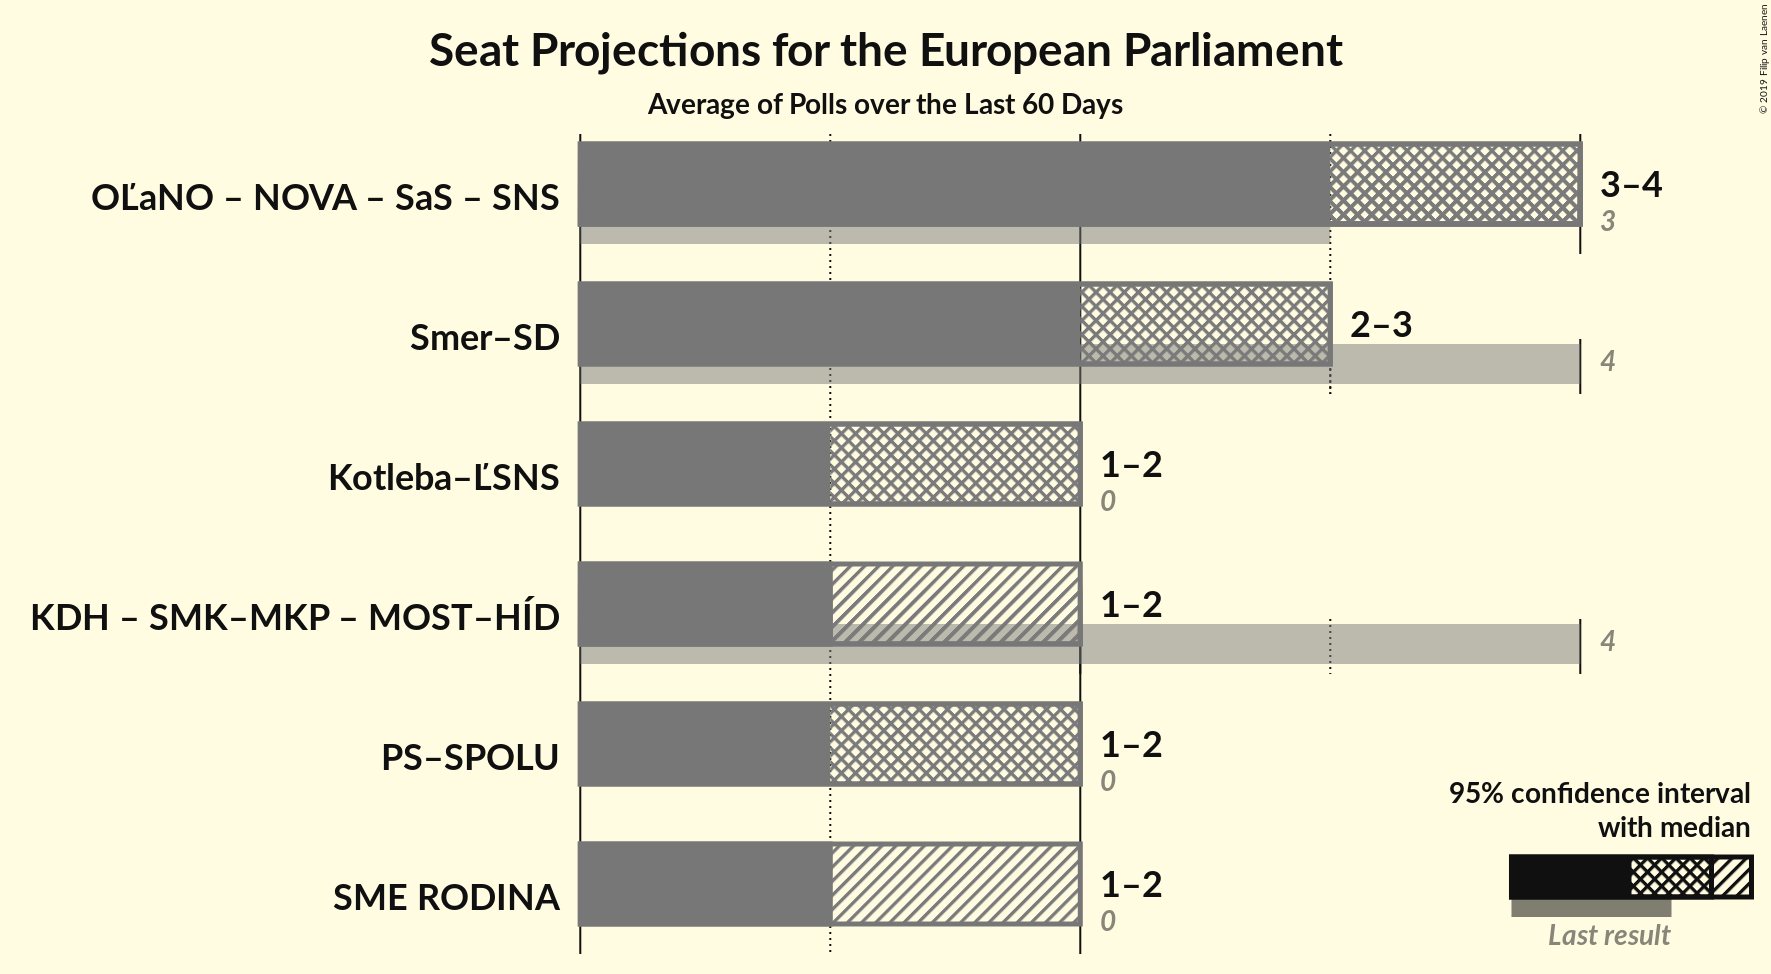 Seat Projections for the European Parliament
Average of Polls over the Last 60 Days
© 2019 Filip van Laenen
OĽaNO – NOVA – SaS – SNS
3–4
3
Smer–SD
2–3
4
Kotleba–ĽSNS
1–2
0
KDH – SMK–MKP – MOST–HÍD
1–2
4
PS–SPOLU
1–2
0
SME RODINA
1–2
0
95% confidence interval
with median
Last result